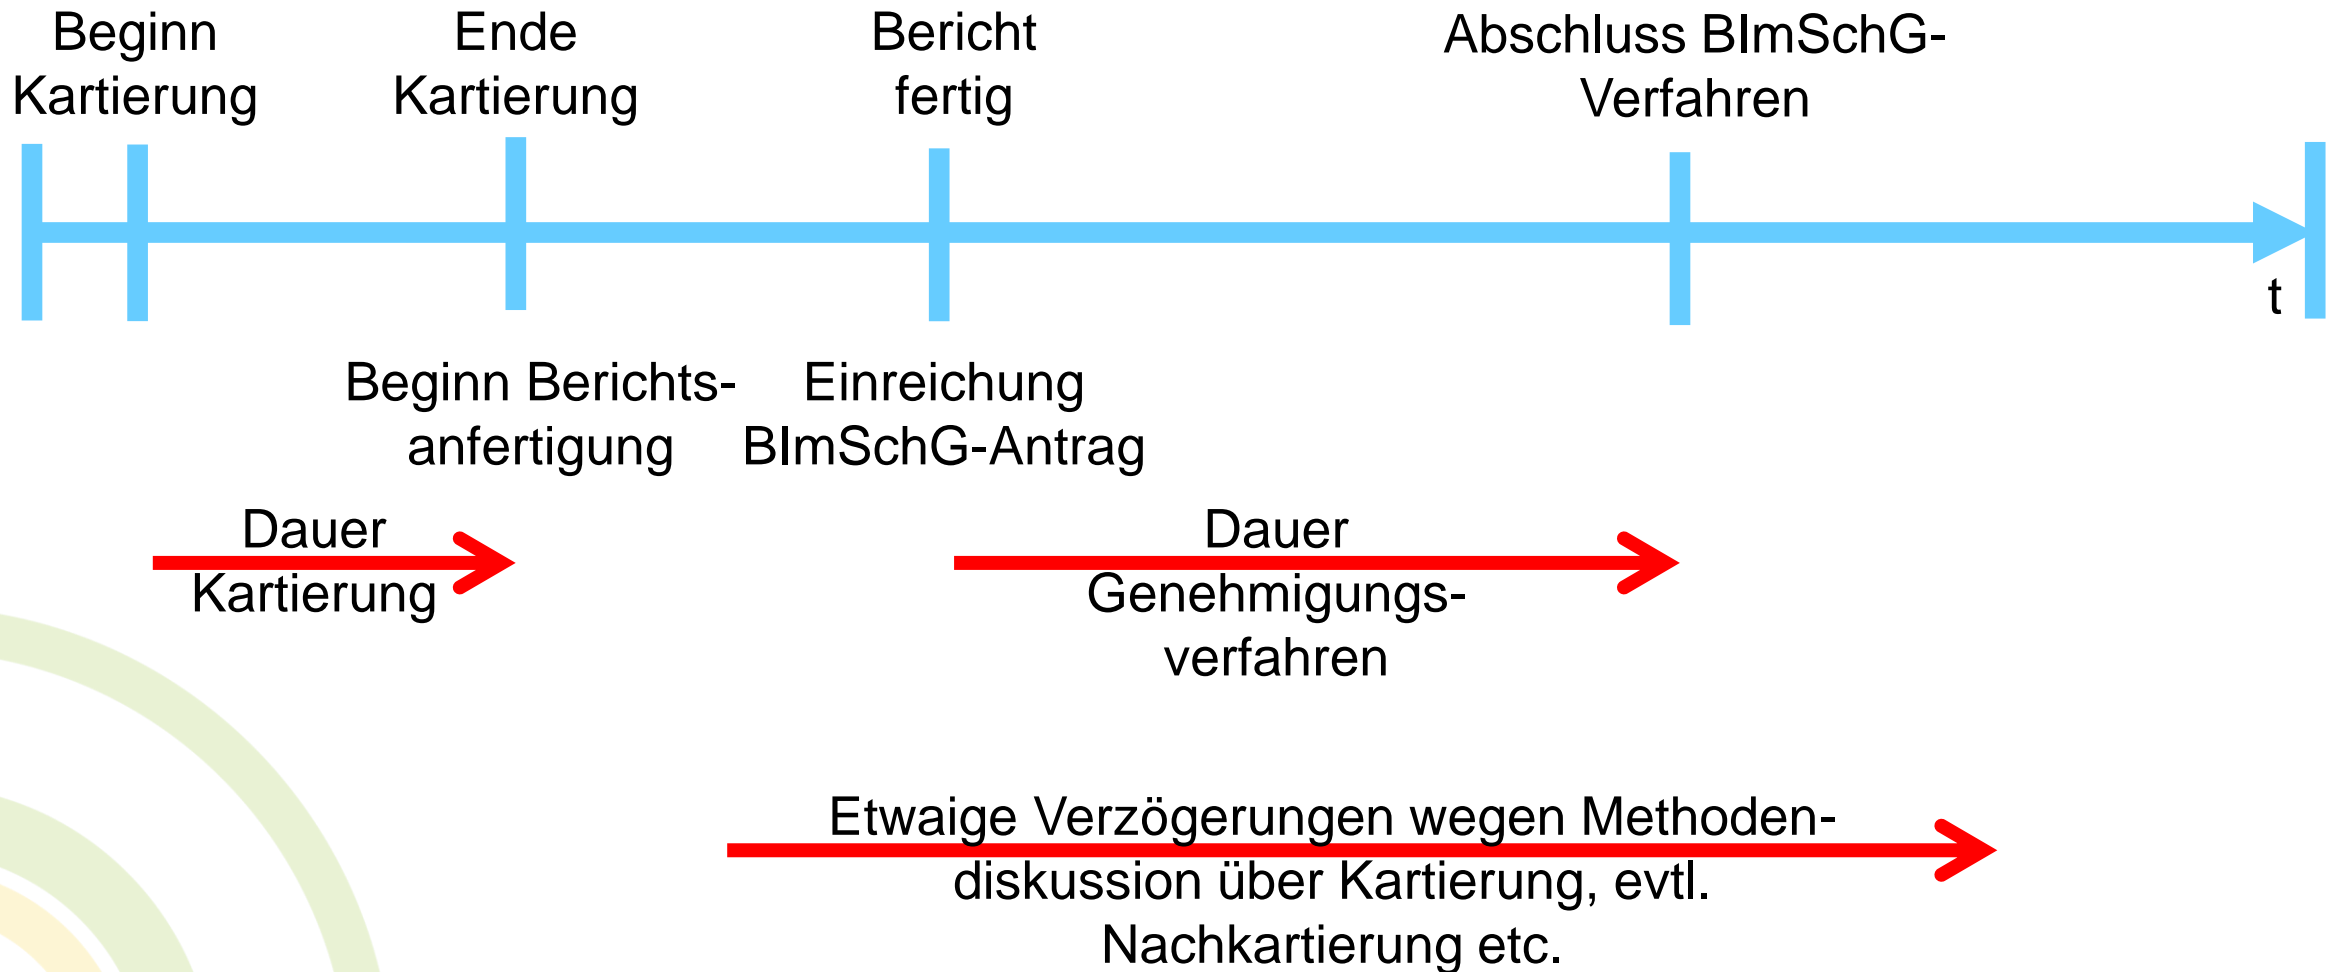 Beginn
Kartierung
Ende
Kartierung
Bericht
fertig
Abschluss BImSchG-
Verfahren
t
Beginn Berichts-
anfertigung
Einreichung
BImSchG-Antrag
Dauer
Kartierung
Dauer
Genehmigungs-
verfahren
Etwaige Verzögerungen wegen Methoden-
diskussion über Kartierung, evtl.
Nachkartierung etc.